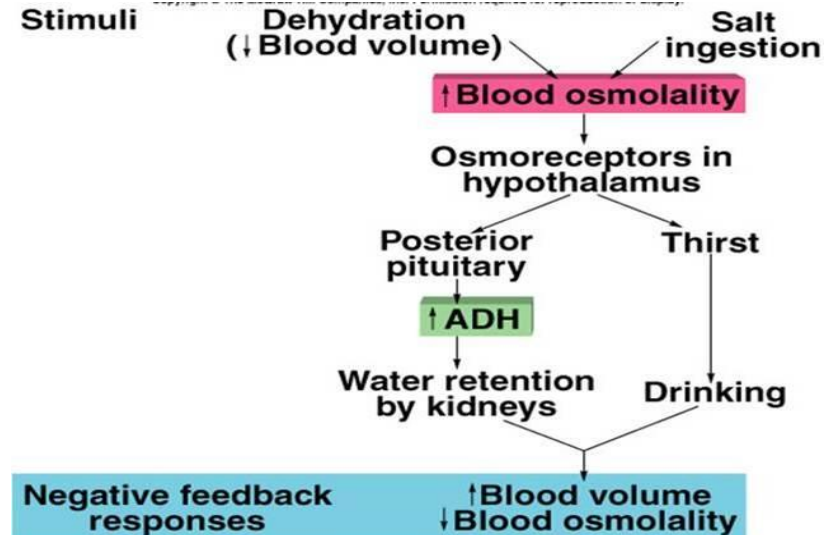 Stimuli
Dehydration
(↓Blood volume)
Salt
ingestion
↑Blood osmolality
Osmoreceptors in
hypothalamus
Posterior
pituitary
Thirst
↑ADH
Water retention
by kidneys
Drinking
Negative feedback
responses
↑Blood volume
↓Blood osmolality